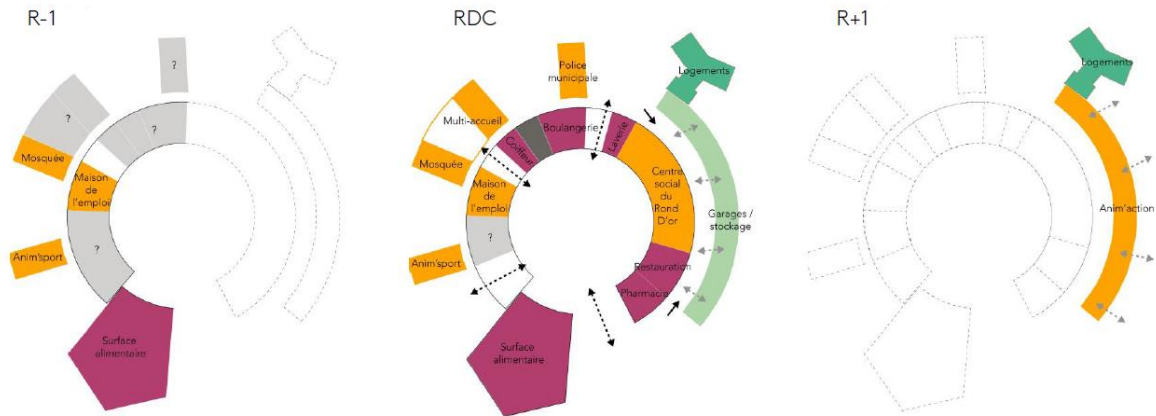 R-1
?
?
?
Mosquée
Maison
de
l'emploi
?
Anim'sport
Surface
alimentaire
RDC
Police
municipale
Logements
Multi-accueil
Boulangerie
Coiffeur
Laverie
Mosquée
Maison
de
l'emploi
Centre
social du
Rond
D'or
Garages /
stockage
?
Anim'sport
Restauration
Pharmacie
Surface
alimentaire
R+1
Logements
Anim'action